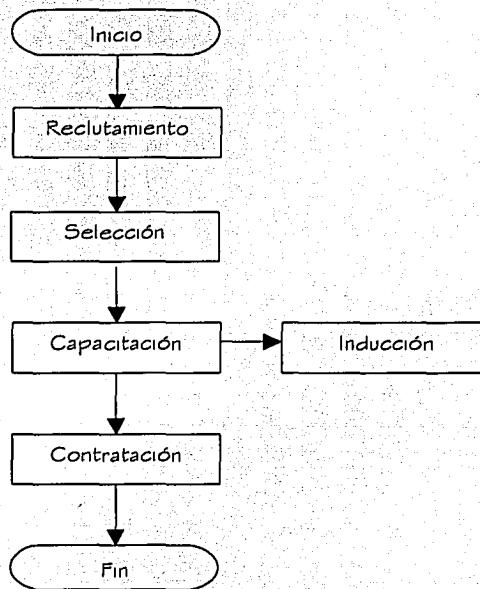 Inicio
Reclutamiento
Selección
Capacitación
Inducción
Contratación
Fin